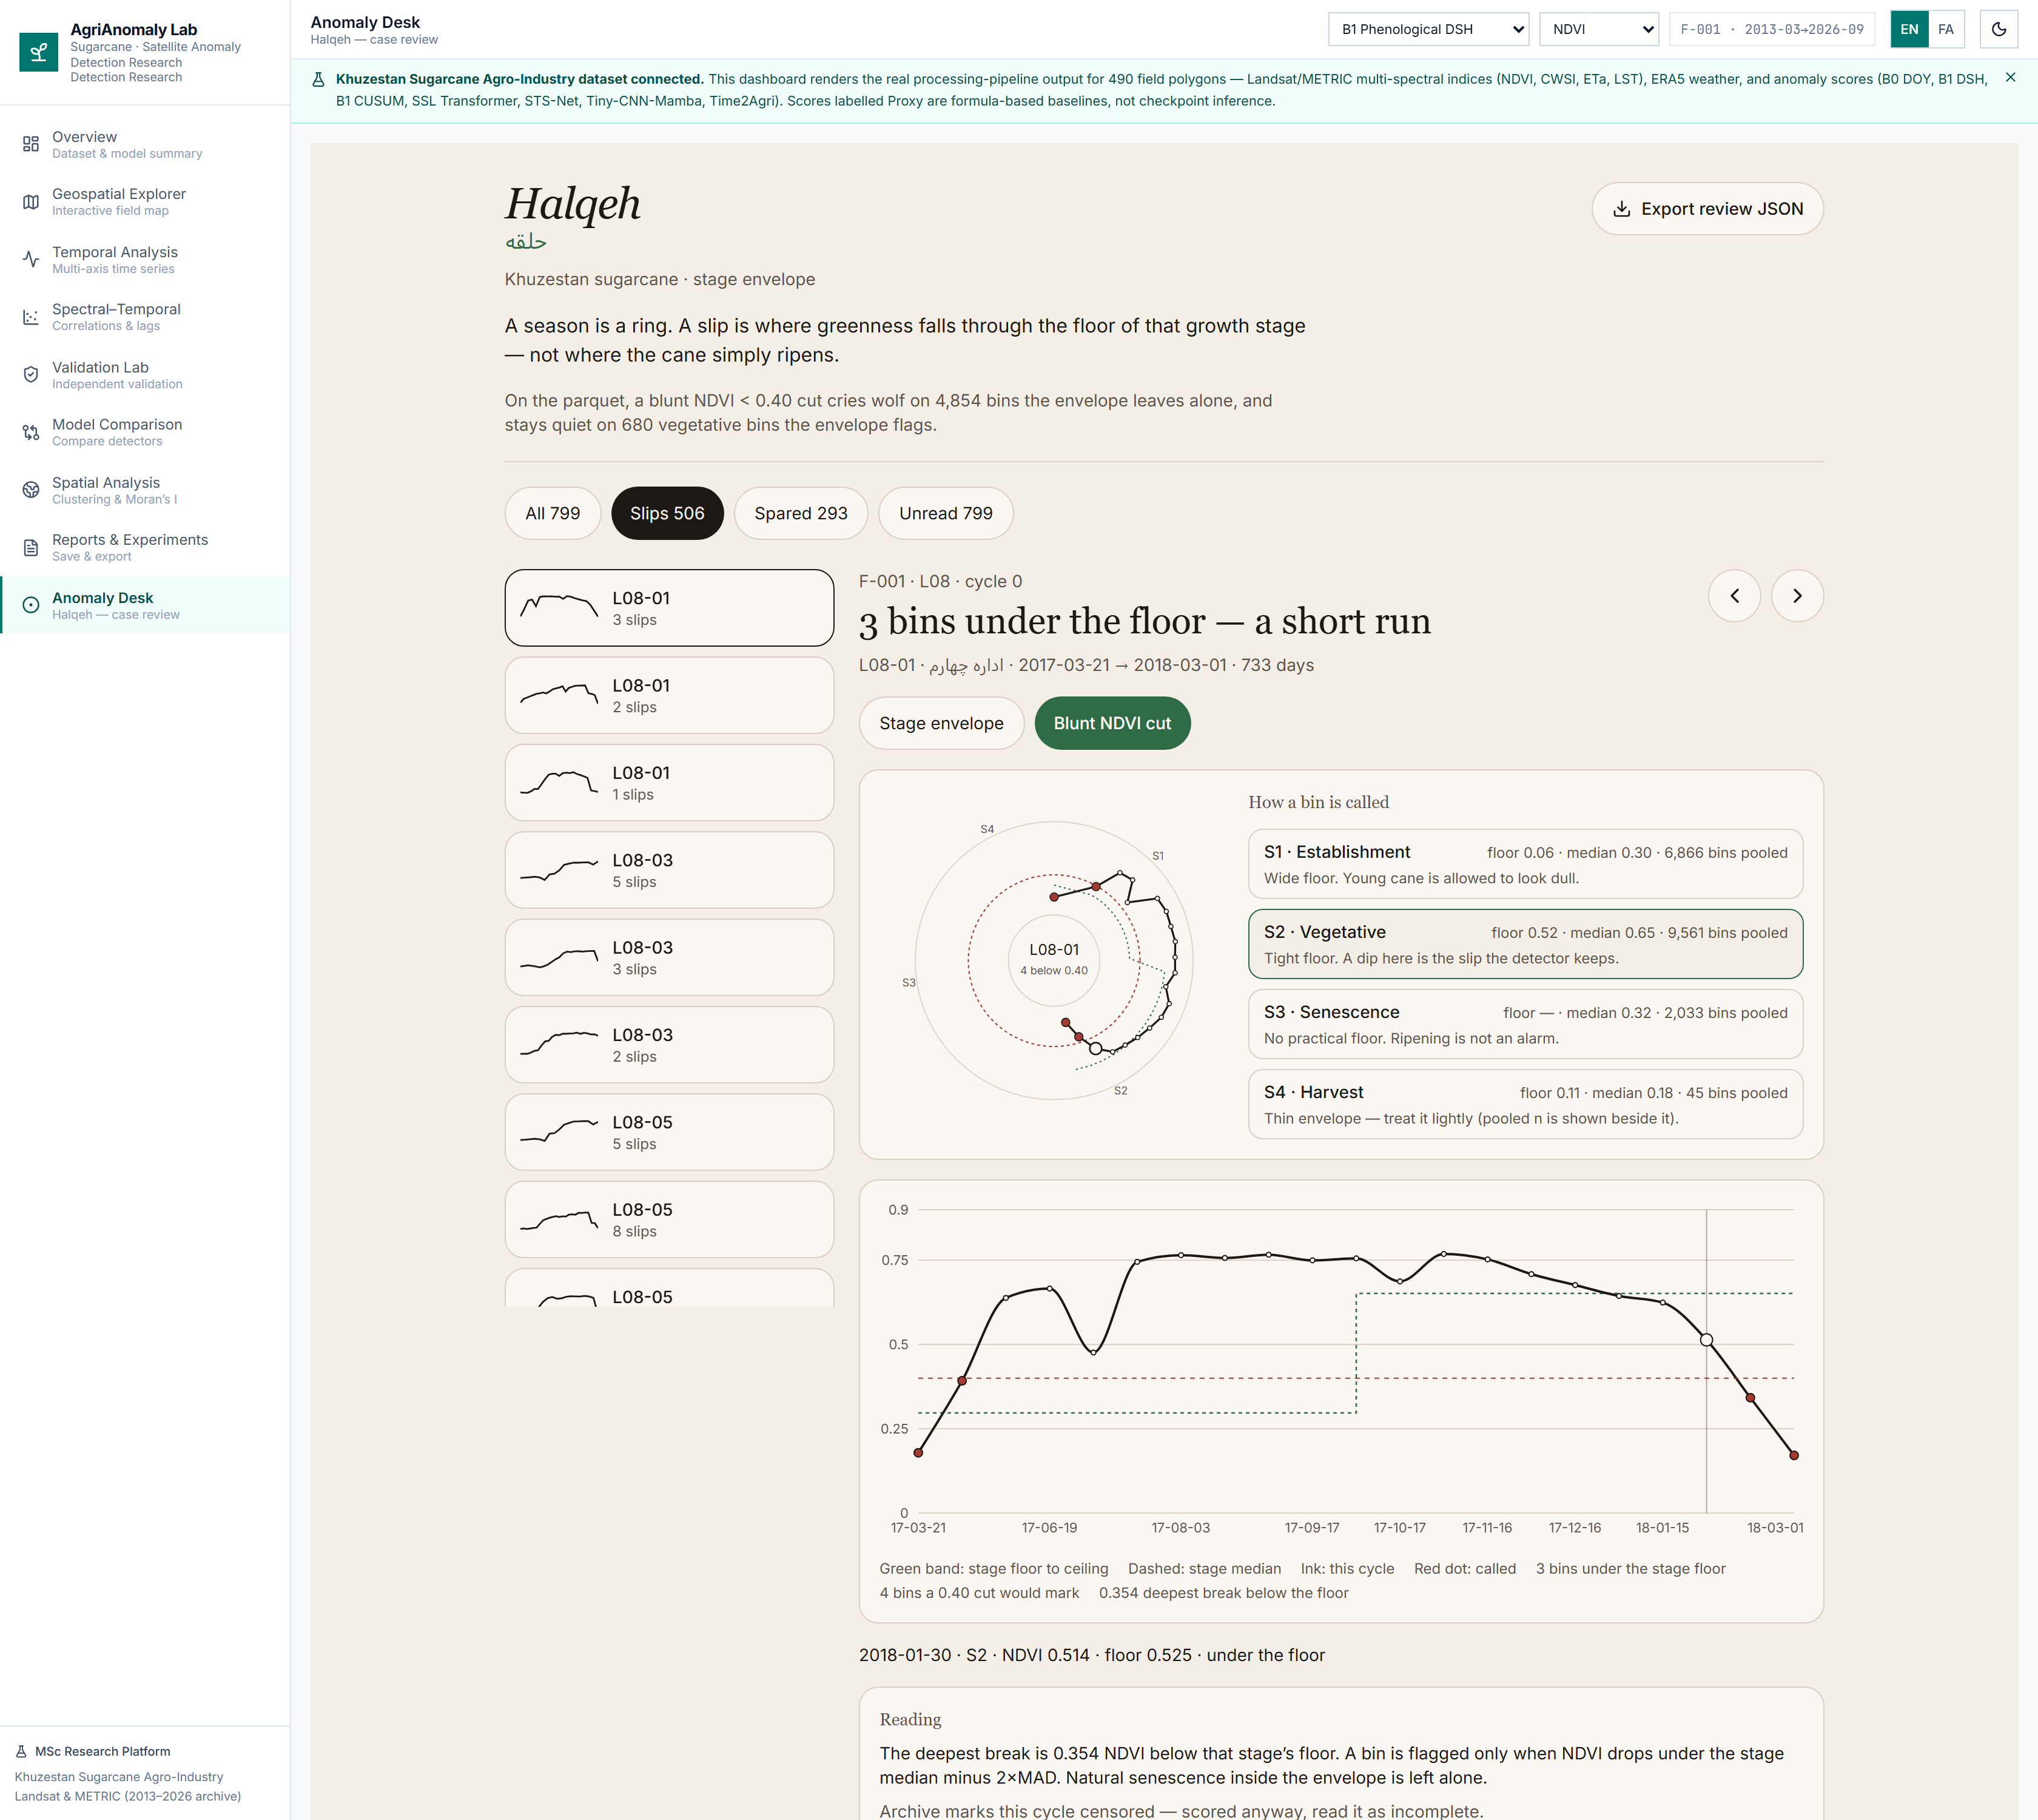 AgriAnomaly Lab
Sugarcane · Satellite Anomaly
Detection Research
Detection Research
Overview
Dataset & model summary
Geospatial Explorer
Interactive field map
Temporal Analysis
Multi-axis time series
Spectral–Temporal
Correlations & lags
Validation Lab
Independent validation
Model Comparison
Compare detectors
Spatial Analysis
Clustering & Moran's I
Reports & Experiments
Save & export
Anomaly Desk
Halqeh — case review
MSc Research Platform
Khuzestan Sugarcane Agro-Industry
Landsat & METRIC (2013–2026 archive)
Anomaly Desk
Halqeh — case review
B1 Phenological DSH
NDVI
F-001 · 2013-03→2026-09
EN FA
Khuzestan Sugarcane Agro-Industry dataset connected. This dashboard renders the real processing-pipeline output for 490 field polygons — Landsat/METRIC multi-spectral indices (NDVI, CWSI, ETa, LST), ERA5 weather, and anomaly scores (B0 DOY, B1 DSH,
B1 CUSUM, SSL Transformer, STS-Net, Tiny-CNN-Mamba, Time2Agri). Scores labelled Proxy are formula-based baselines, not checkpoint inference.
Halqeh
حلقه
Khuzestan sugarcane · stage envelope
Export review JSON
A season is a ring. A slip is where greenness falls through the floor of that growth stage
— not where the cane simply ripens.
On the parquet, a blunt NDVI < 0.40 cut cries wolf on 4,854 bins the envelope leaves alone, and
stays quiet on 680 vegetative bins the envelope flags.
All 799
Slips 506
Spared 293
Unread 799
L08-01
3 slips
L08-01
2 slips
L08-01
1 slips
L08-03
5 slips
L08-03
3 slips
L08-03
2 slips
L08-05
5 slips
L08-05
8 slips
L08-05
F-001 · L08 · cycle 0
3 bins under the floor — a short run
L08-01 · اداره چهارم · 2017-03-21 → 2018-03-01 · 733 days
Stage envelope
Blunt NDVI cut
S4
S1
S3
S2
L08-01
4 below 0.40
How a bin is called
S1 · Establishment
floor 0.06 · median 0.30 · 6,866 bins pooled
Wide floor. Young cane is allowed to look dull.
S2 · Vegetative
floor 0.52 · median 0.65 · 9,561 bins pooled
Tight floor. A dip here is the slip the detector keeps.
S3 · Senescence
floor — · median 0.32 · 2,033 bins pooled
No practical floor. Ripening is not an alarm.
S4 · Harvest
floor 0.11 · median 0.18 · 45 bins pooled
Thin envelope — treat it lightly (pooled n is shown beside it).
0.9
0.75
0.5
0.25
0
17-03-21 17-06-19 17-08-03 17-09-17 17-10-17 17-11-16 17-12-16 18-01-15 18-03-01
Green band: stage floor to ceiling Dashed: stage median Ink: this cycle Red dot: called 3 bins under the stage floor
4 bins a 0.40 cut would mark 0.354 deepest break below the floor
2018-01-30 · S2 · NDVI 0.514 · floor 0.525 · under the floor
Reading
The deepest break is 0.354 NDVI below that stage's floor. A bin is flagged only when NDVI drops under the stage
median minus 2×MAD. Natural senescence inside the envelope is left alone.
Archive marks this cycle censored — scored anyway, read it as incomplete.